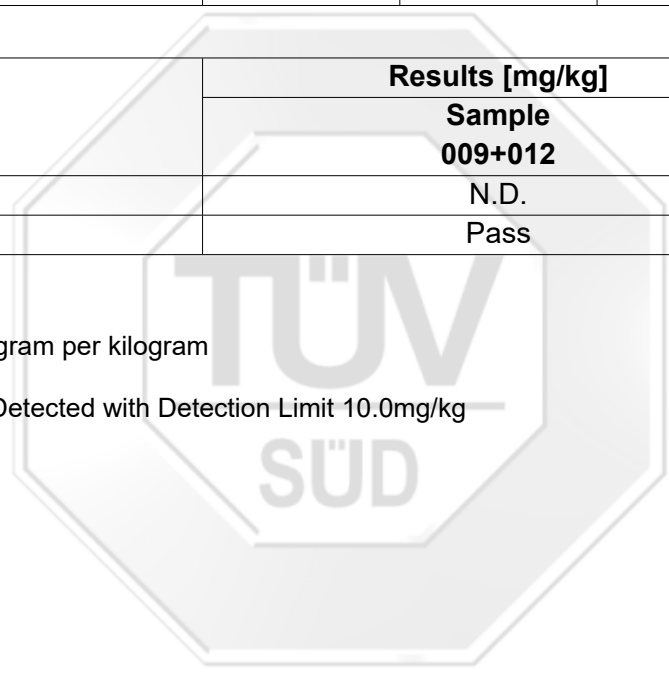 Results [mg/kg]
Sample
009+012
N.D.
Pass
gram per kilogram
Detected with Detection Limit 10.0mg/kg
TÜV
SÜD